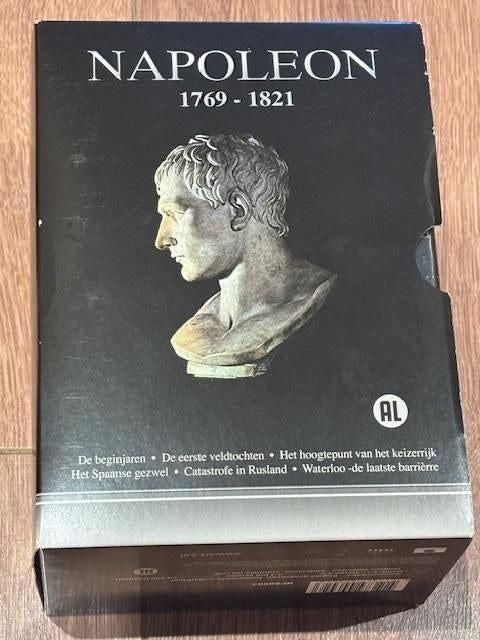 NAPOLEON
1769 - 1821
AL
De beginjaren • De eerste veldtochten • Het hoogtepunt van het keizerrijk
Het Spaanse gezwel • Catastrofe in Rusland • Waterloo -de laatste barrièrre